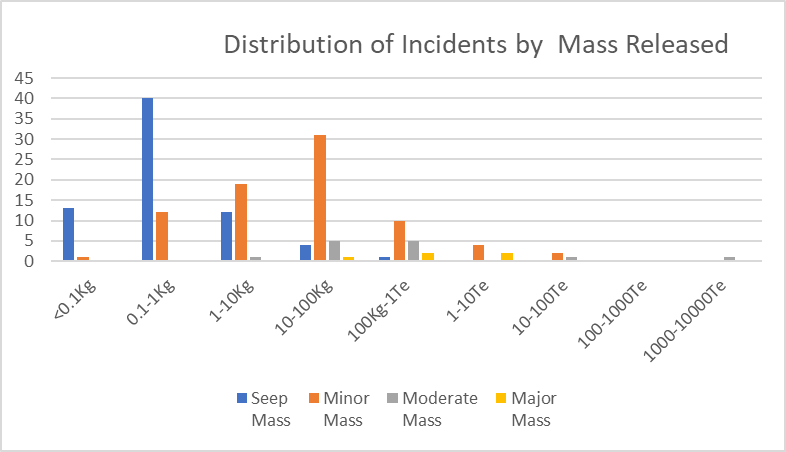 Distribution of Incidents by  Mass Released
45
40
35
30
25
20
15
10
5
0
<0.1Kg
0.1-1Kg
1-10Kg
10-100Kg
100Kg-1Te
1-10Te
10-100Te
100-1000Te
1000-10000Te
Seep Mass
Minor Mass
Moderate Mass
Major Mass